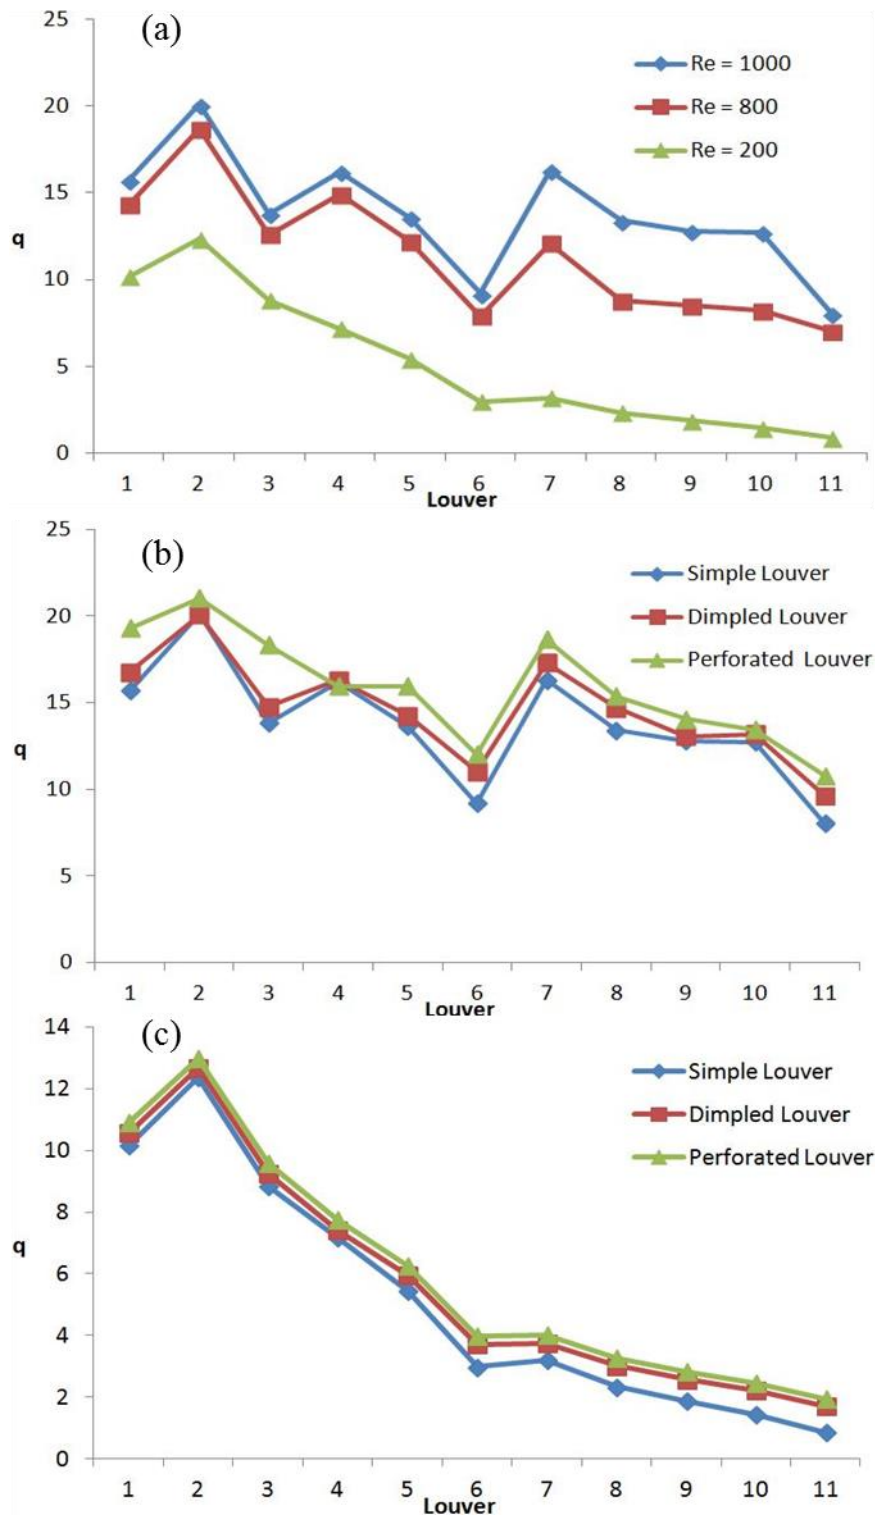 (a)
25
20
15
10
5
0
q
Re = 1000
Re = 800
Re = 200
1 2 3 4 5 6 7 8 9 10 11
Louver
(b)
25
20
15
10
5
0
q
Simple Louver
Dimpled Louver
Perforated Louver
1 2 3 4 5 6 7 8 9 10 11
Louver
(c)
14
12
10
8
6
4
2
0
q
Simple Louver
Dimpled Louver
Perforated Louver
1 2 3 4 5 6 7 8 9 10 11
Louver